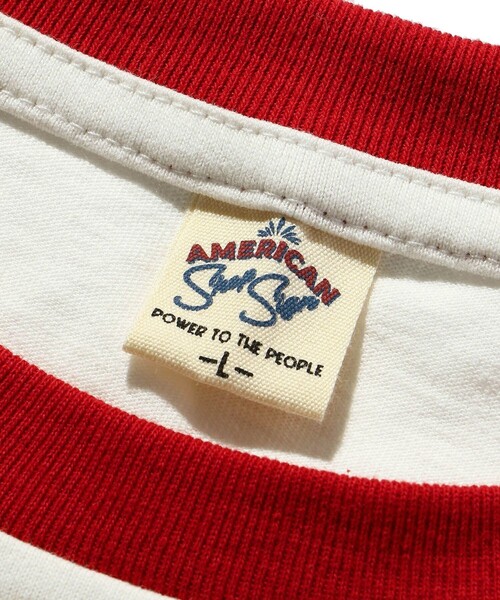 AMERICAN
POWER TO THE PEOPLE
-L-